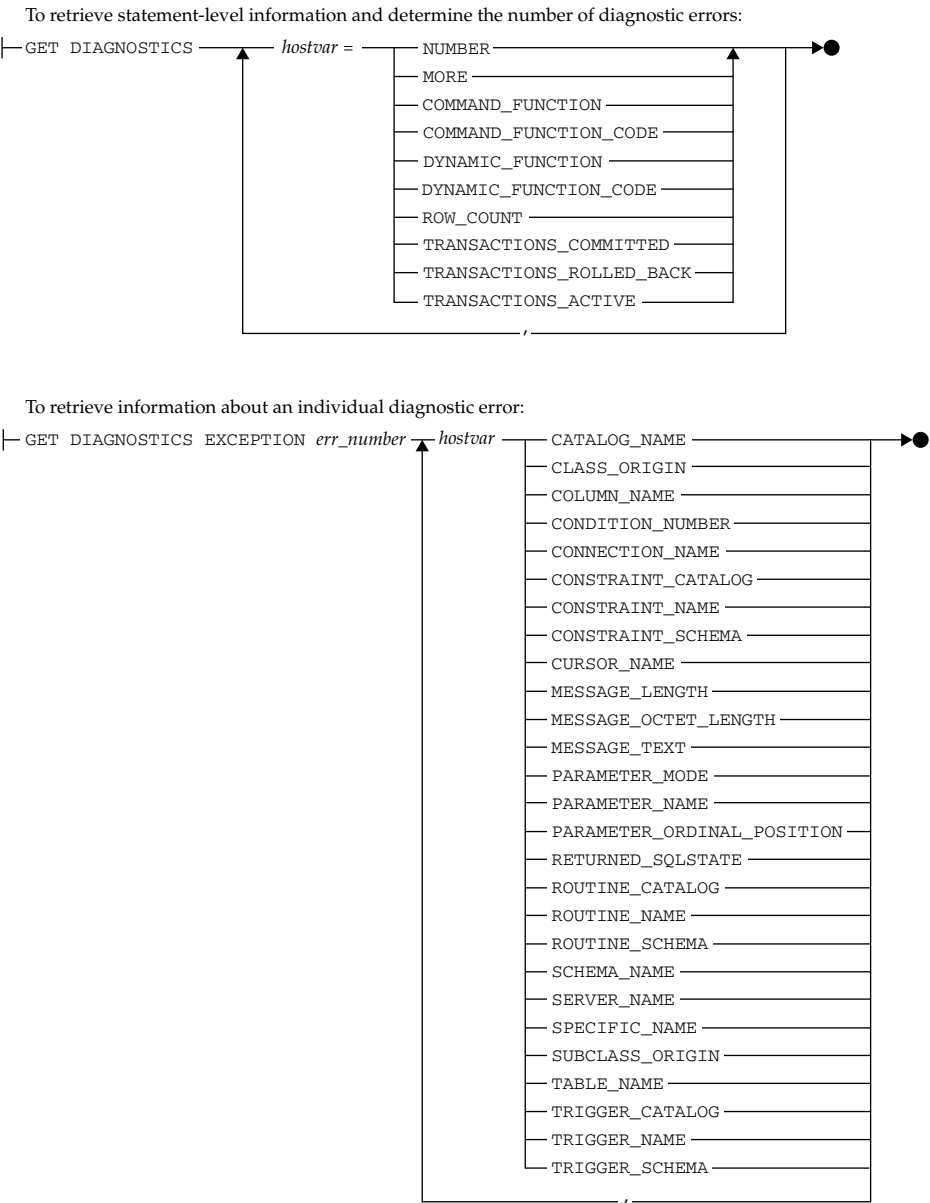 To retrieve statement-level information and determine the number of diagnostic errors:
GET DIAGNOSTICS hostvar = NUMBER
MORE
COMMAND_FUNCTION
COMMAND_FUNCTION_CODE
DYNAMIC_FUNCTION
DYNAMIC_FUNCTION_CODE
ROW_COUNT
TRANSACTIONS_COMMITTED
TRANSACTIONS_ROLLED_BACK
TRANSACTIONS_ACTIVE
,
To retrieve information about an individual diagnostic error:
GET DIAGNOSTICS EXCEPTION err_number hostvar CATALOG_NAME
CLASS_ORIGIN
COLUMN_NAME
CONDITION_NUMBER
CONNECTION_NAME
CONSTRAINT_CATALOG
CONSTRAINT_NAME
CONSTRAINT_SCHEMA
CURSOR_NAME
MESSAGE_LENGTH
MESSAGE_OCTET_LENGTH
MESSAGE_TEXT
PARAMETER_MODE
PARAMETER_NAME
PARAMETER_ORDINAL_POSITION
RETURNED_SQLSTATE
ROUTINE_CATALOG
ROUTINE_NAME
ROUTINE_SCHEMA
SCHEMA_NAME
SERVER_NAME
SPECIFIC_NAME
SUBCLASS_ORIGIN
TABLE_NAME
TRIGGER_CATALOG
TRIGGER_NAME
TRIGGER_SCHEMA
,